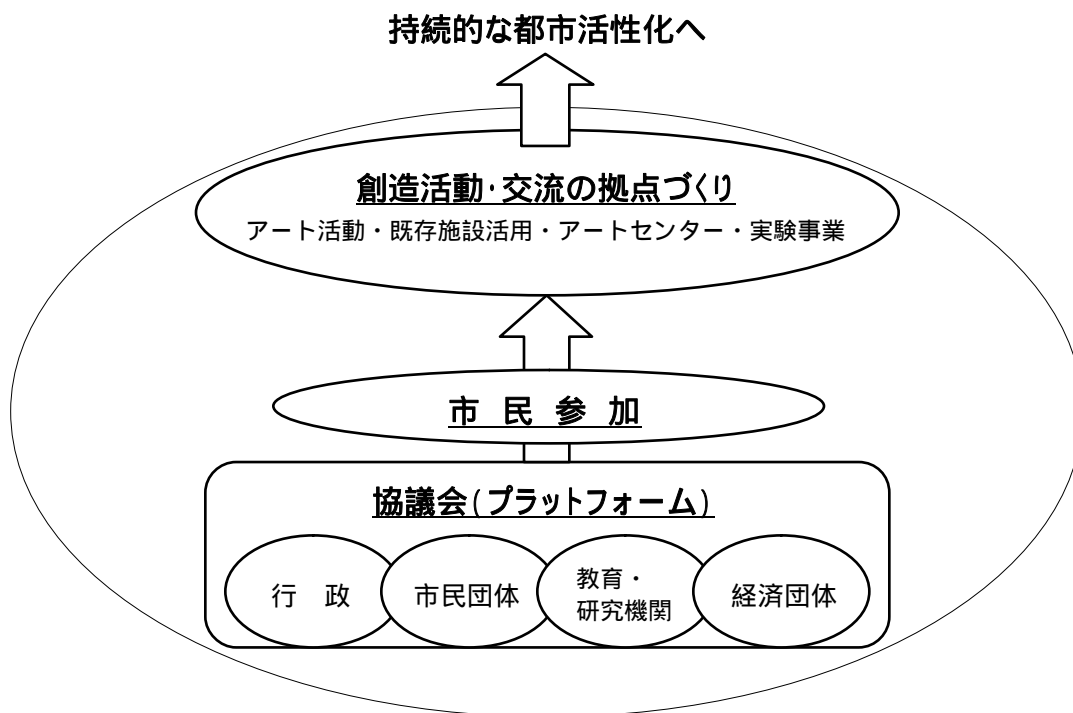 持続的な都市活性化へ
創造活動・交流の拠点づくり
アート活動・既存施設活用・アートセンター・実験事業
市 民 参 加
協議会(プラットフォーム)
行　政
市民団体
教育・
研究機関
経済団体